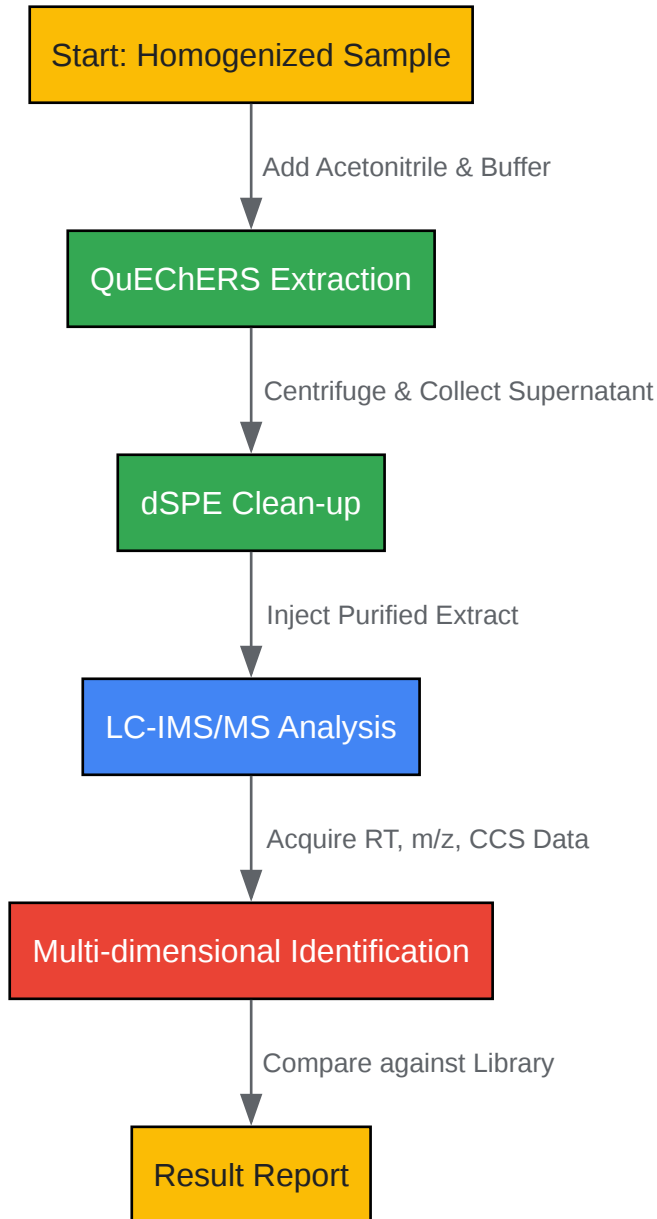 Start: Homogenized Sample
Add Acetonitrile & Buffer
QuEChERS Extraction
Centrifuge & Collect Supernatant
dSPE Clean-up
Inject Purified Extract
LC-IMS/MS Analysis
Acquire RT, m/z, CCS Data
Multi-dimensional Identification
Compare against Library
Result Report